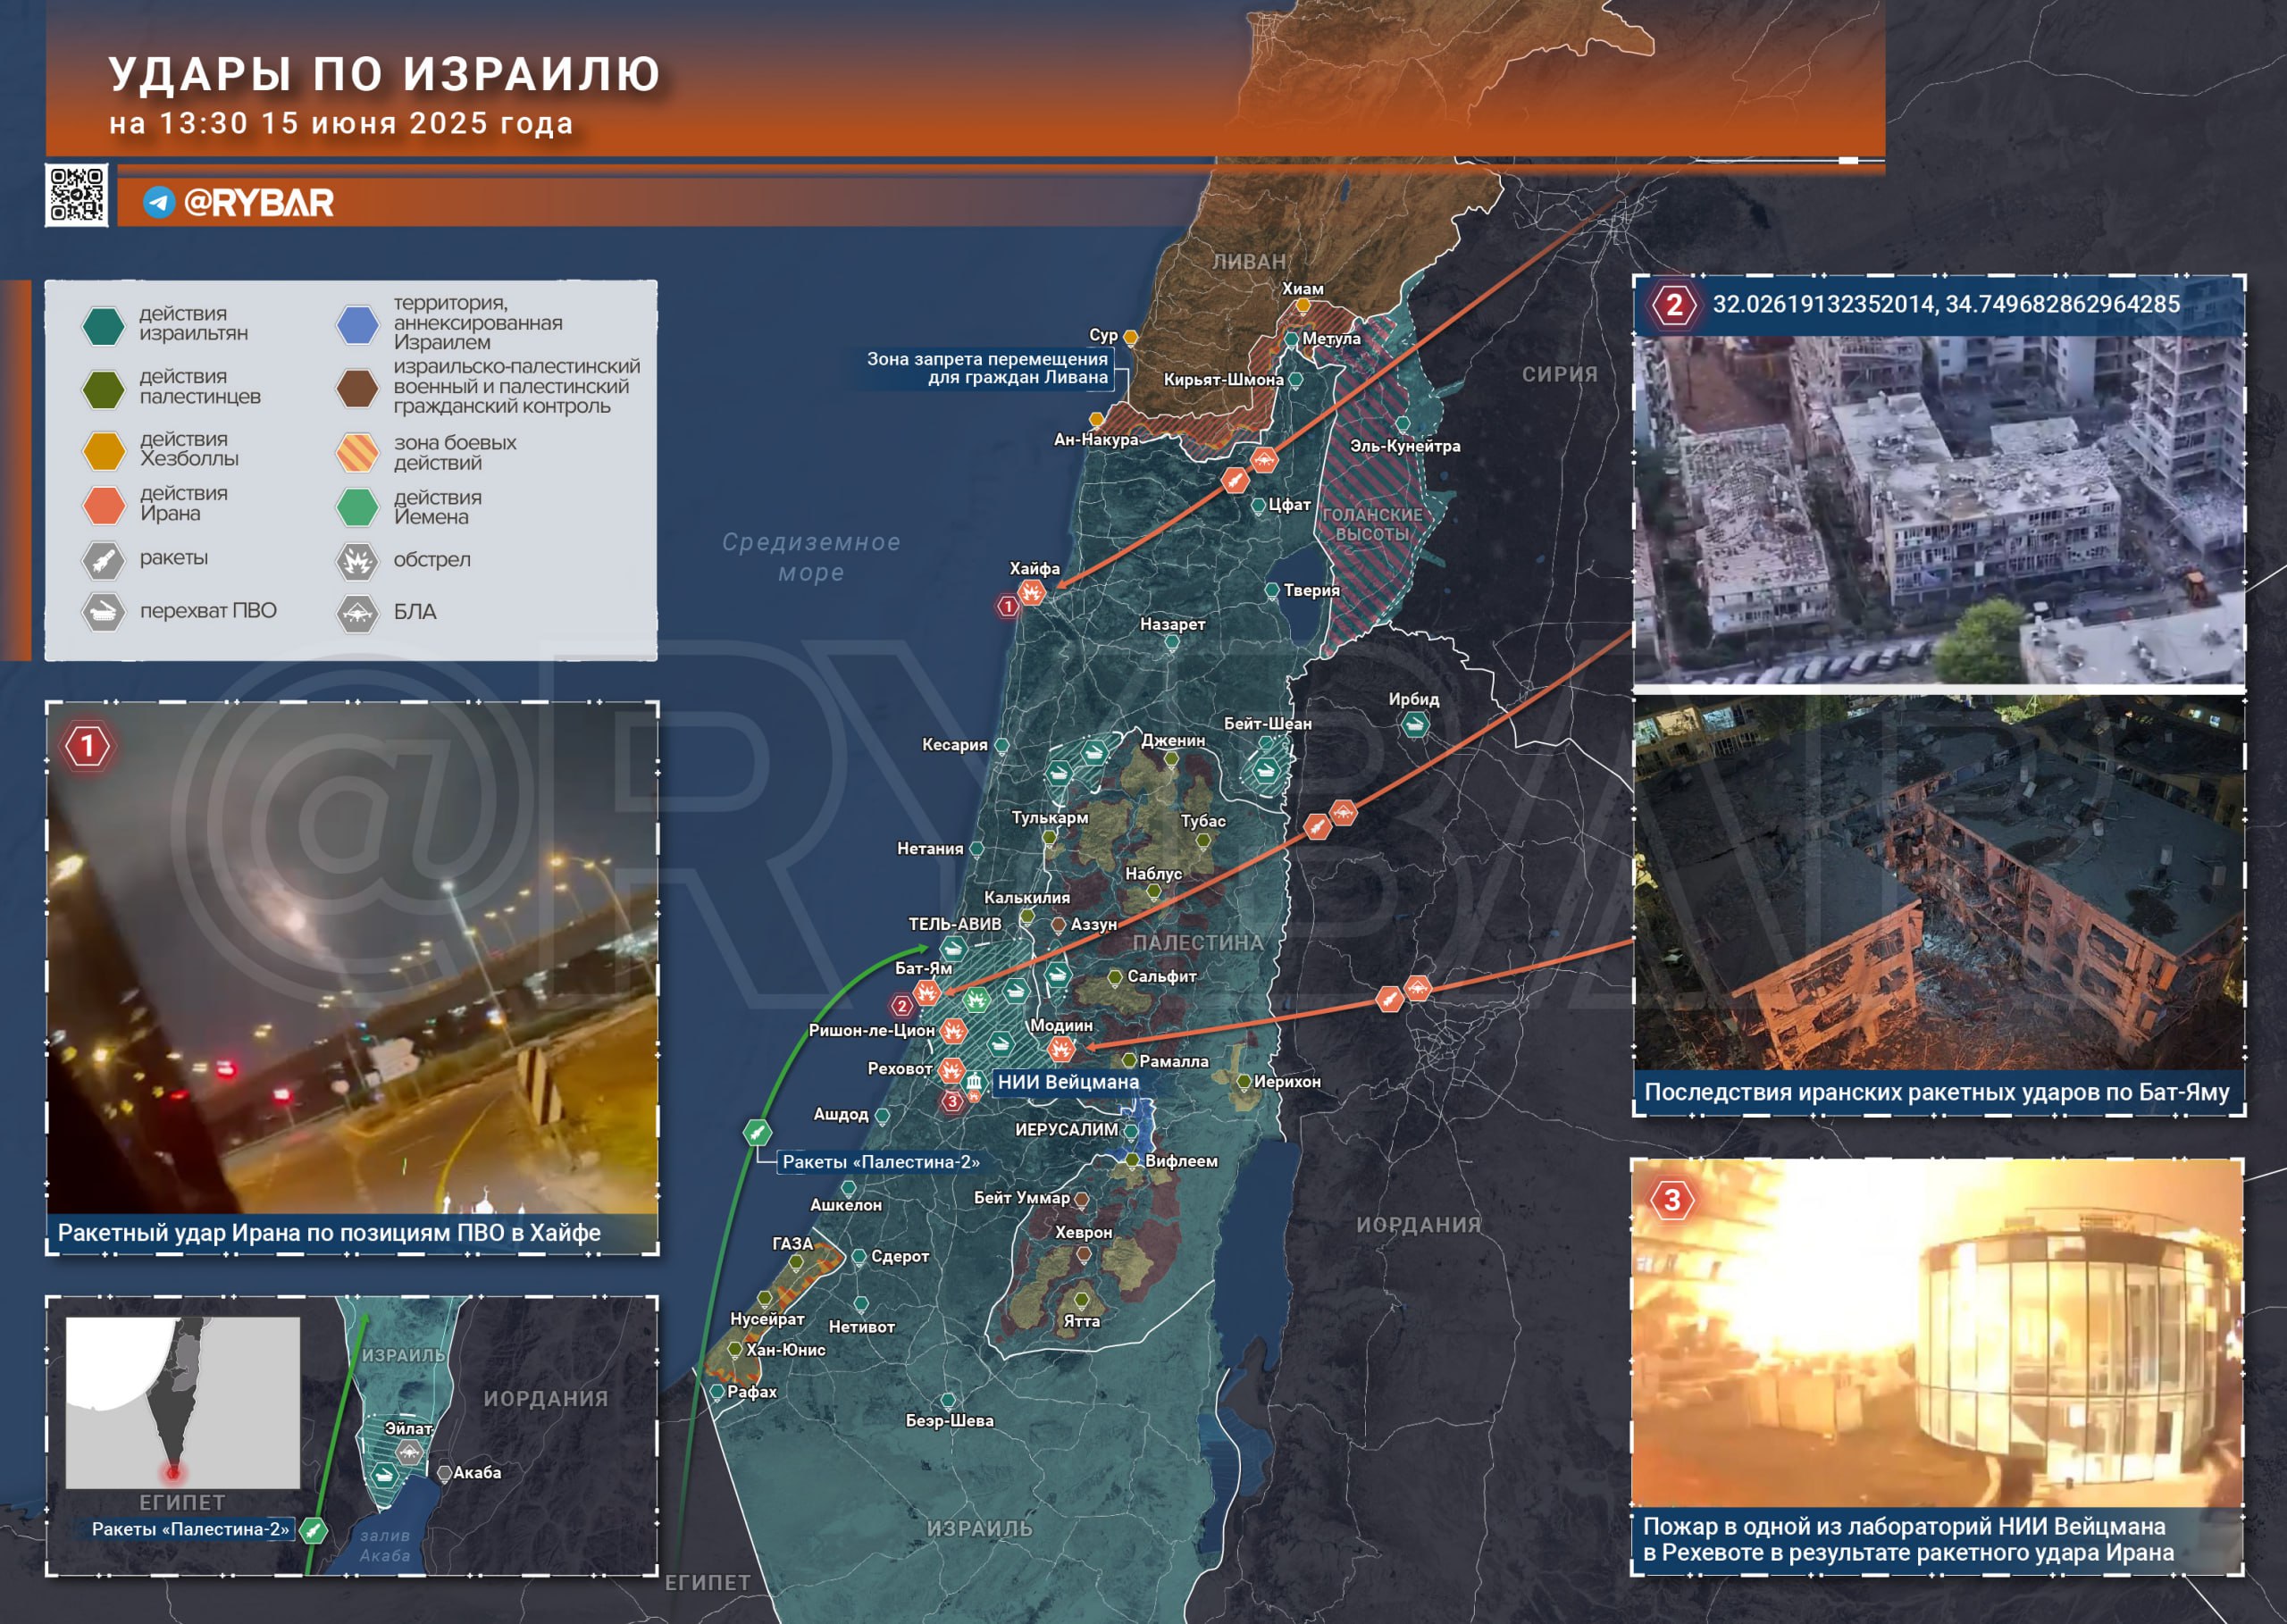 УДАРЫ ПО ИЗРАИЛЮ
на 13:30 15 июня 2025 года
@RYBAR
действия
израильтян
действия
палестинцев
действия
Хезболлы
действия
Ирана
ракеты
перехват ПВО
территория,
аннексированная
Израилем
израильско-палестинский
военный и палестинский
гражданский контроль
зона боевых
действий
действия
Йемена
обстрел
БЛА
1
Ракетный удар Ирана по позициям ПВО в Хайфе
ИЗРАИЛЬ
ИОРДАНИЯ
Эйлат
Акаба
ЕГИПЕТ
Ракеты «Палестина-2»
залив
Акаба
ЛИВАН
Хиам
Сур
Метула
Зона запрета перемещения
для граждан Ливана
Кирьят-Шмона
СИРИЯ
Ан-Накура
Эль-Кунейтра
Цфат
ГОЛАНСКИЕ
ВЫСОТЫ
Средиземное
море
Хайфа
1
Тверия
Назарет
Ирбид
Бейт-Шеан
Кесария
Дженин
Тулькарм
Тубас
Нетания
Наблус
Калькилия
ТЕЛЬ-АВИВ
Аззун
ПАЛЕСТИНА
Бат-Ям
Сальфит
2
Ришон-ле-Цион
Модиин
Реховот
Рамалла
НИИ Вейцмана
Иерихон
3
Ашдод
ИЕРУСАЛИМ
Ракеты «Палестина-2»
Вифлеем
Ашкелон
Бейт Уммар
ИОРДАНИЯ
Хеврон
ГАЗА
Сдерот
Нусейрат
Нетивот
Ятта
Хан-Юнис
Рафах
Беэр-Шева
ИЗРАИЛЬ
ЕГИПЕТ
2
32.02619132352014, 34.749682862964285
Последствия иранских ракетных ударов по Бат-Яму
3
Пожар в одной из лабораторий НИИ Вейцмана
в Рехевоте в результате ракетного удара Ирана
@RYBAR